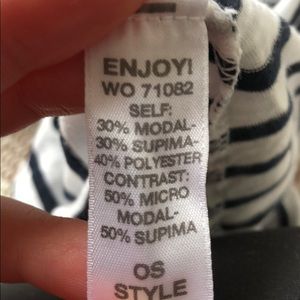 ENJOY!
WO 71082
SELF:
30% MODAL-
30% SUPIMA-
40% POLYESTER
CONTRAST:
50% MICRO
MODAL-
50% SUPIMA
OS
STYLE